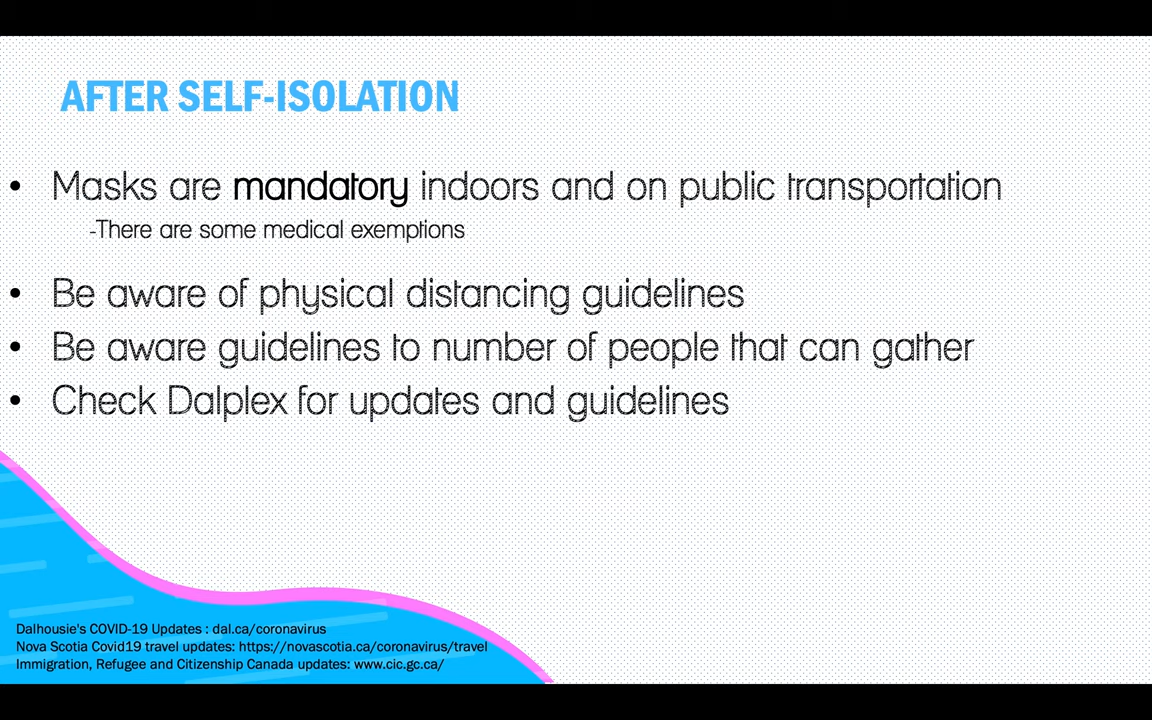 AFTER SELF-ISOLATION
• Masks are mandatory indoors and on public transportation
-There are some medical exemptions
• Be aware of physical distancing guidelines
• Be aware guidelines to number of people that can gather
• Check Dalplex for updates and guidelines
Dalhousie's COVID-19 Updates : dal.ca/coronavirus
Nova Scotia Covid19 travel updates: https://novascotia.ca/coronavirus/travel
Immigration, Refugee and Citizenship Canada updates: www.cic.gc.ca/